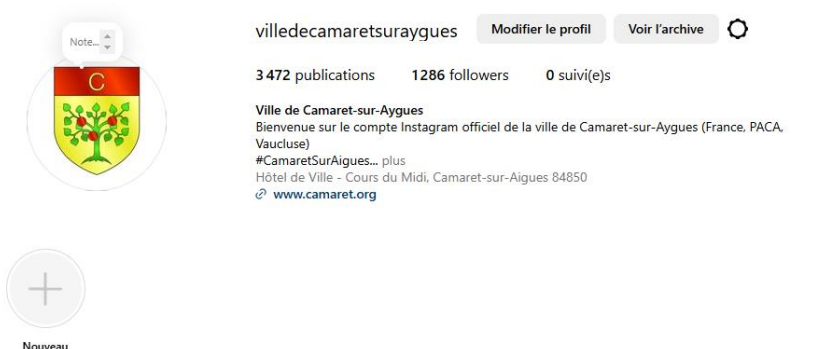 Note...
C
villedecamaretsuraygues Modifier le profil Voir l'archive
3 472 publications 1286 followers 0 suivi(e)s
Ville de Camaret-sur-Aygues
Bienvenue sur le compte Instagram officiel de la ville de Camaret-sur-Aygues (France, PACA,
Vaucluse)
#CamaretSurAigues... plus
Hôtel de Ville - Cours du Midi, Camaret-sur-Aigues 84850
www.camaret.org
Nouveau